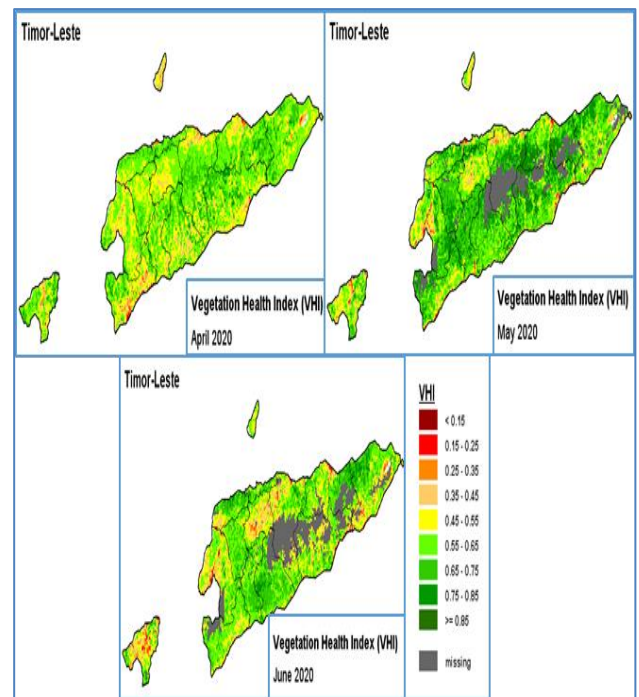 Timor-Leste
Vegetation Health Index (VHI)
April 2020
Timor-Leste
Vegetation Health Index (VHI)
May 2020
Timor-Leste
Vegetation Health Index (VHI)
June 2020
VHI
< 0.15
0.15 - 0.25
0.25 - 0.35
0.35 - 0.45
0.45 - 0.55
0.55 - 0.65
0.65 - 0.75
0.75 - 0.85
>= 0.85
missing